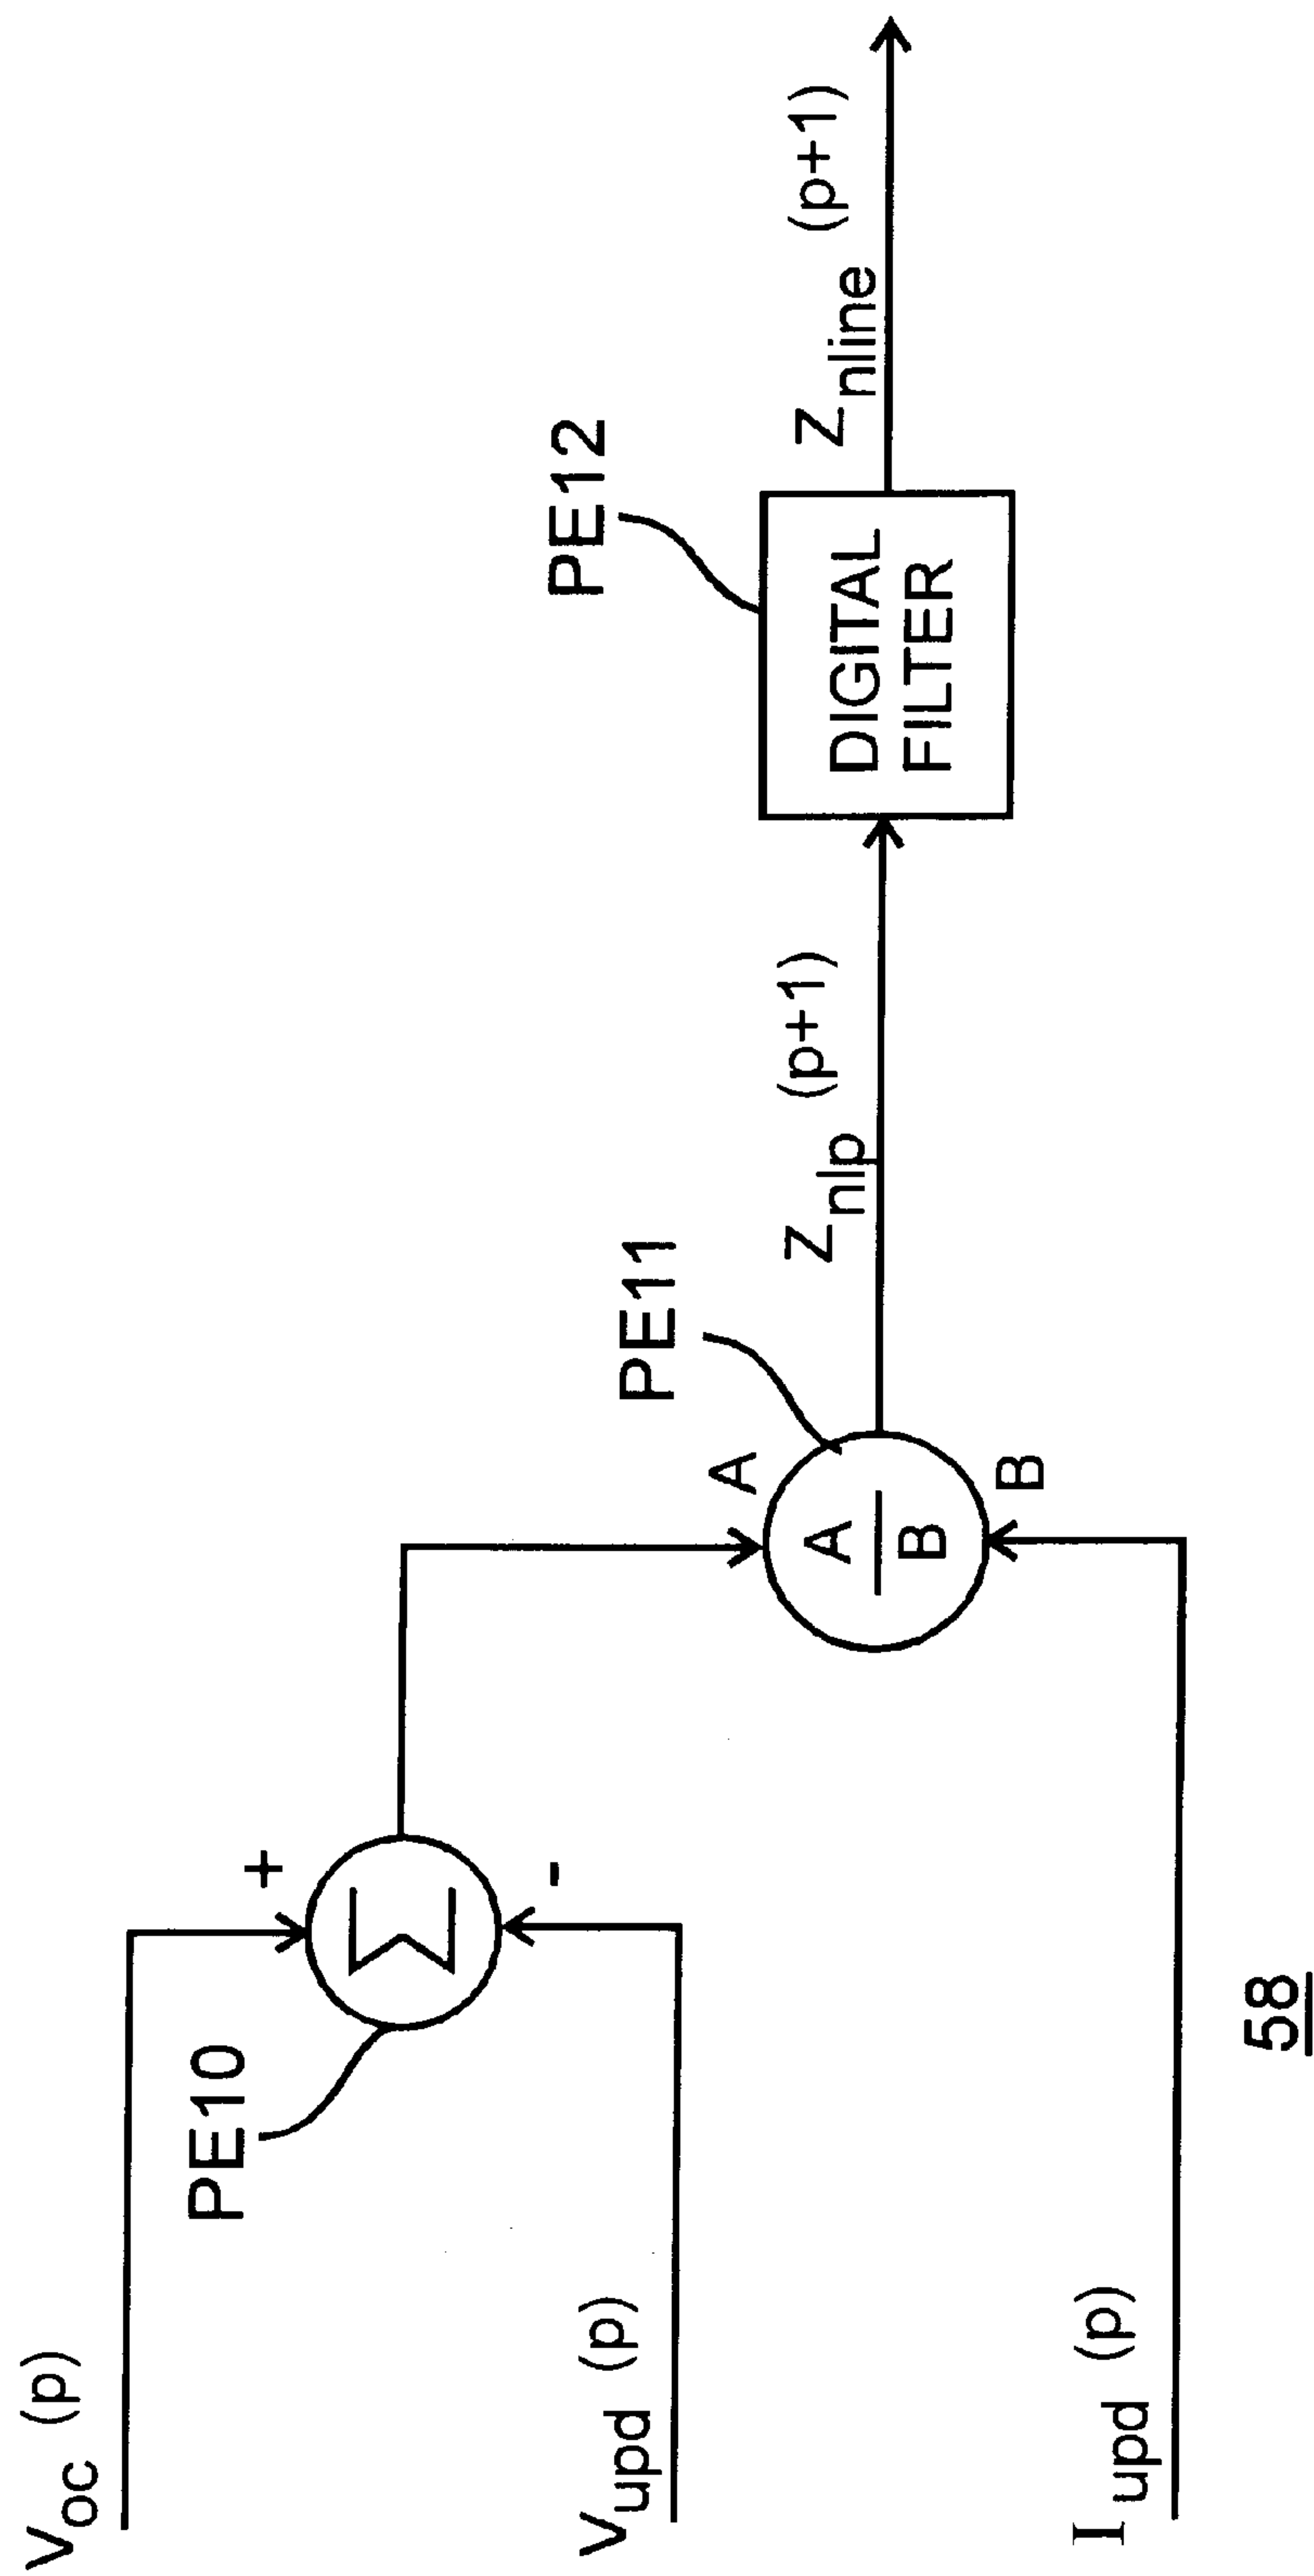 V_oc (p)
PE10
+
Σ
-
V_upd (p)
I_upd (p)
PE11
A
A
B
B
Z_nlp (p+1)
PE12
DIGITAL
FILTER
Z_nline (p+1)
58